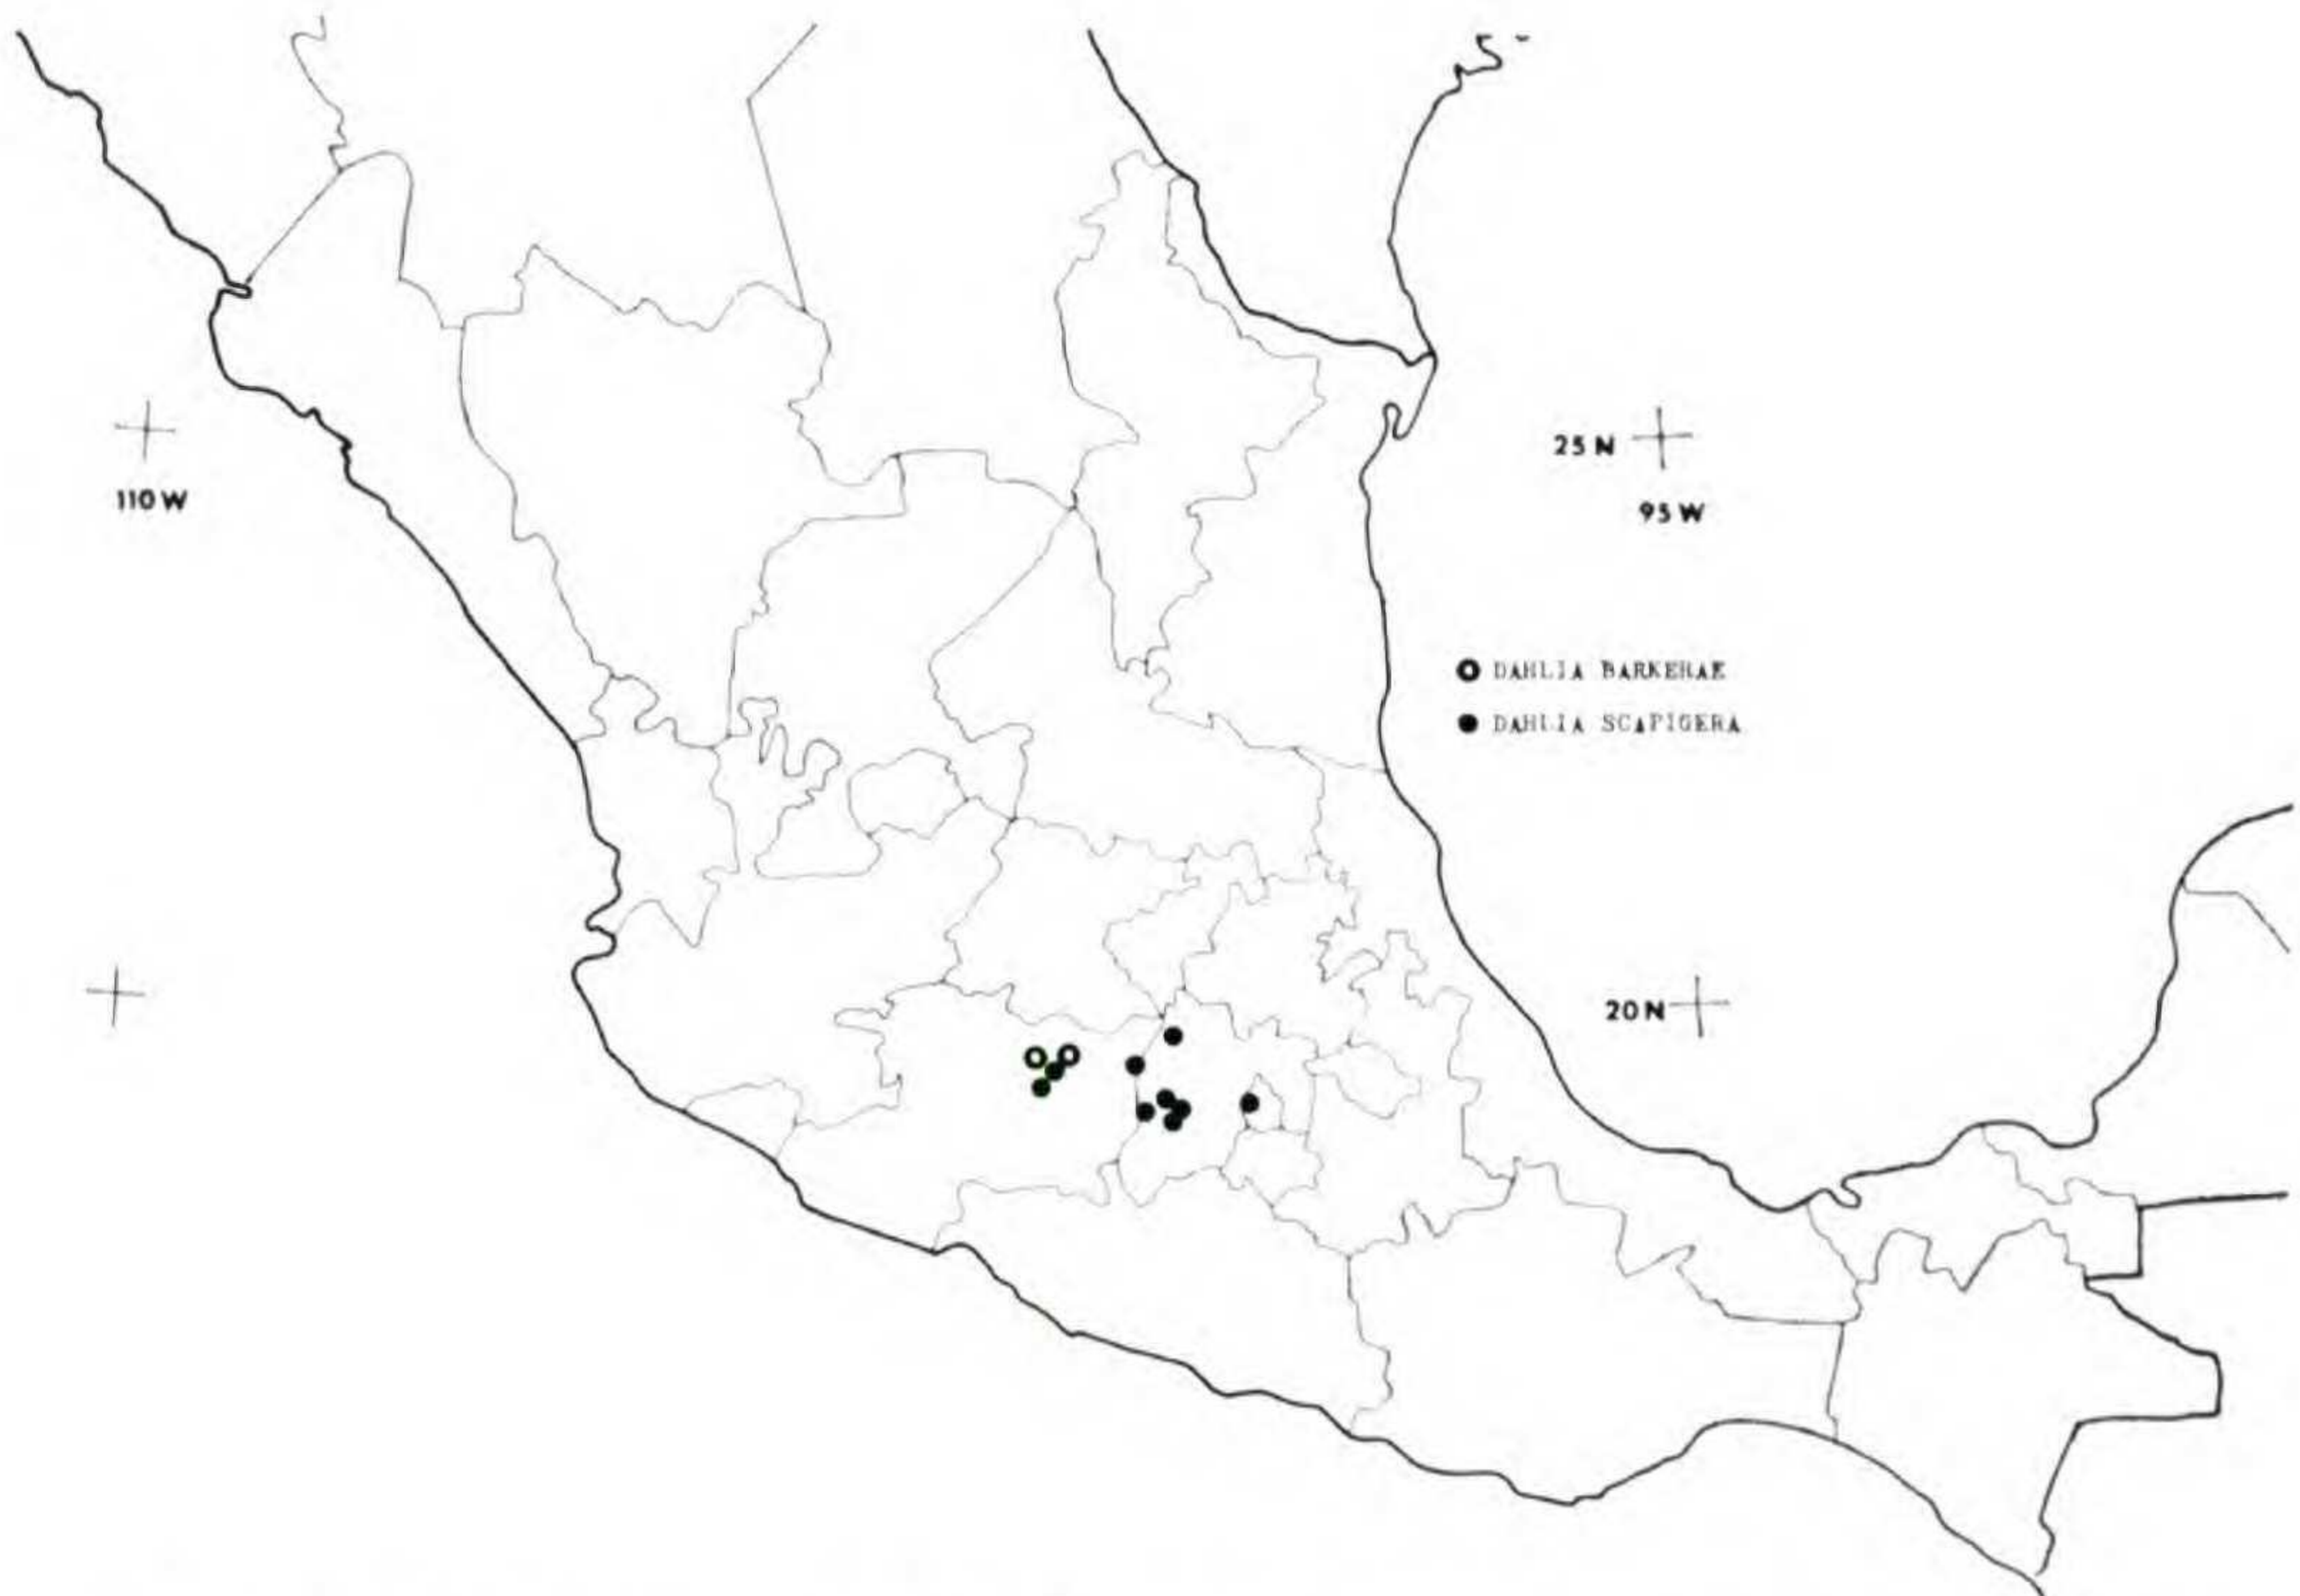 25 N
110 W
95 W
DAHLIA BARKERAE
DAHLIA SCAPIGERA
20 N